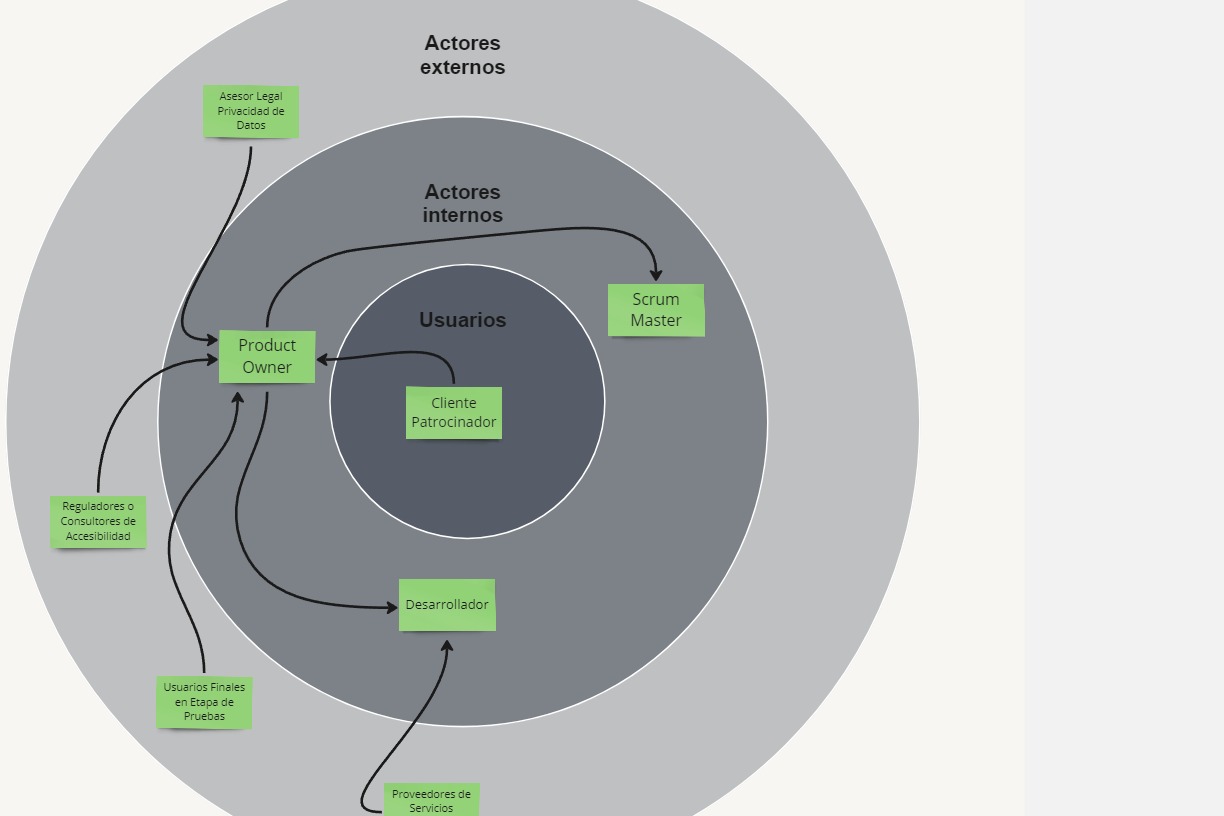 Actores
externos
Asesor Legal
Privacidad de
Datos
Actores
internos
Scrum
Master
Usuarios
Product
Owner
Cliente
Patrocinador
Reguladores o
Consultores de
Accesibilidad
Desarrollador
Usuarios Finales
en Etapa de
Pruebas
Proveedores de
Servicios